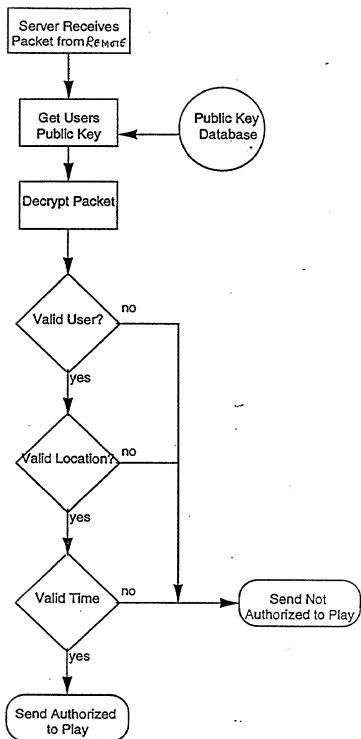 Server Receives
Packet from REMOTE
Get Users
Public Key
Public Key
Database
Decrypt Packet
Valid User?
no
yes
Valid Location?
no
yes
Valid Time
no
Send Not
Authorized to Play
yes
Send Authorized
to Play